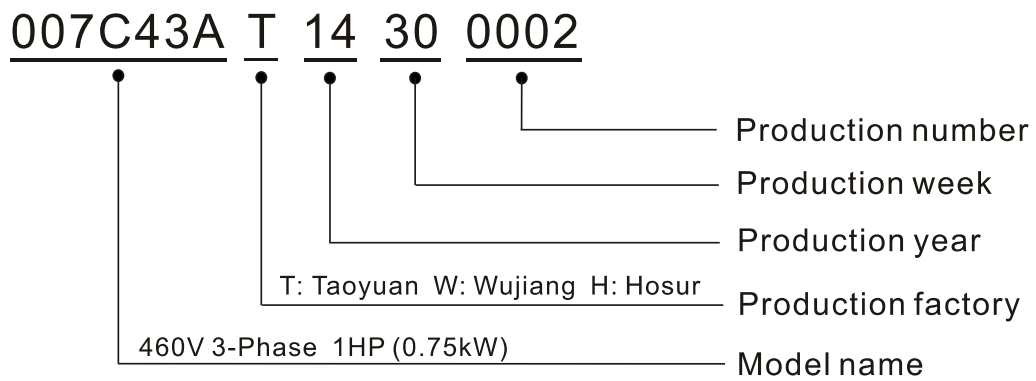 007C43A T 14 30 0002
Production number
Production week
Production year
T: Taoyuan W: Wujiang H: Hosur
Production factory
460V 3-Phase 1HP (0.75kW)
Model name